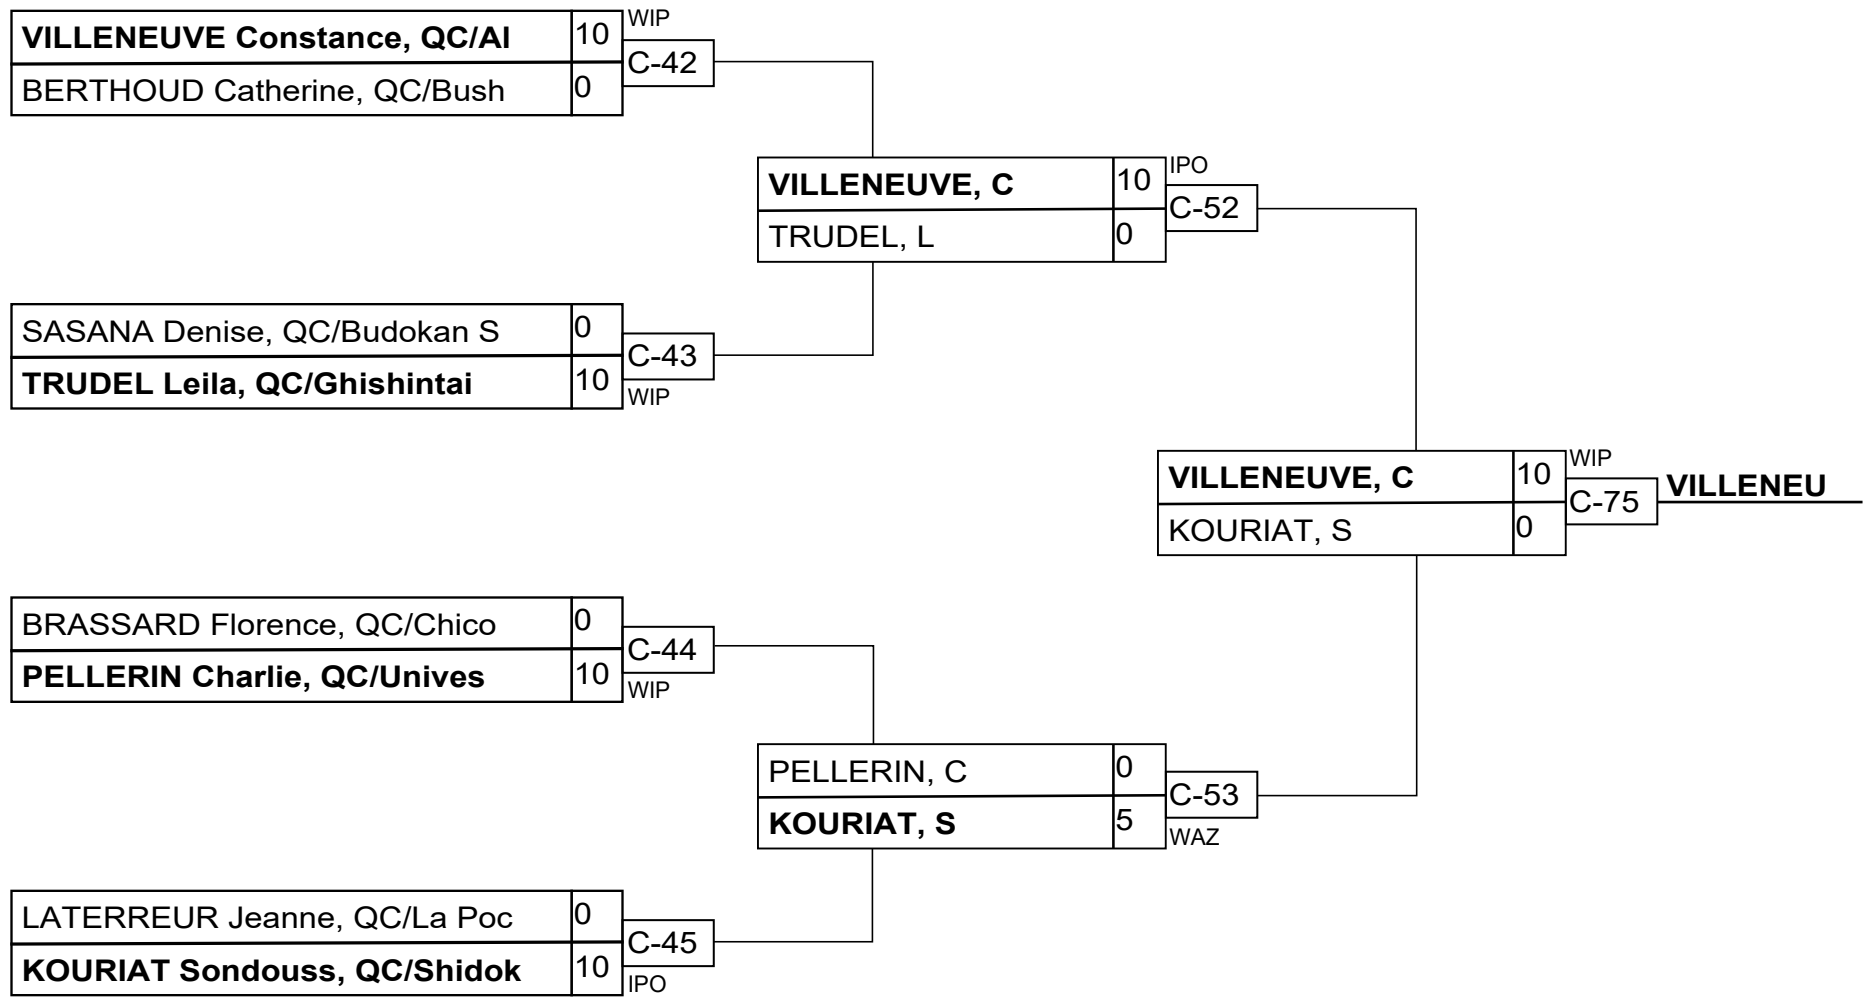 VILLENEUVE Constance, QC/Al 10 WIP
C-42
BERTHOUD Catherine, QC/Bush 0
VILLENEUVE, C 10 IPO
C-52
TRUDEL, L 0
SASANA Denise, QC/Budokan S 0
C-43
TRUDEL Leila, QC/Ghishintai 10 WIP
VILLENEUVE, C 10 WIP
C-75 VILLENEU
KOURIAT, S 0
BRASSARD Florence, QC/Chico 0
C-44
PELLERIN Charlie, QC/Unives 10 WIP
PELLERIN, C 0
C-53
KOURIAT, S 5 WAZ
LATERREUR Jeanne, QC/La Poc 0
C-45
KOURIAT Sondouss, QC/Shidok 10 IPO